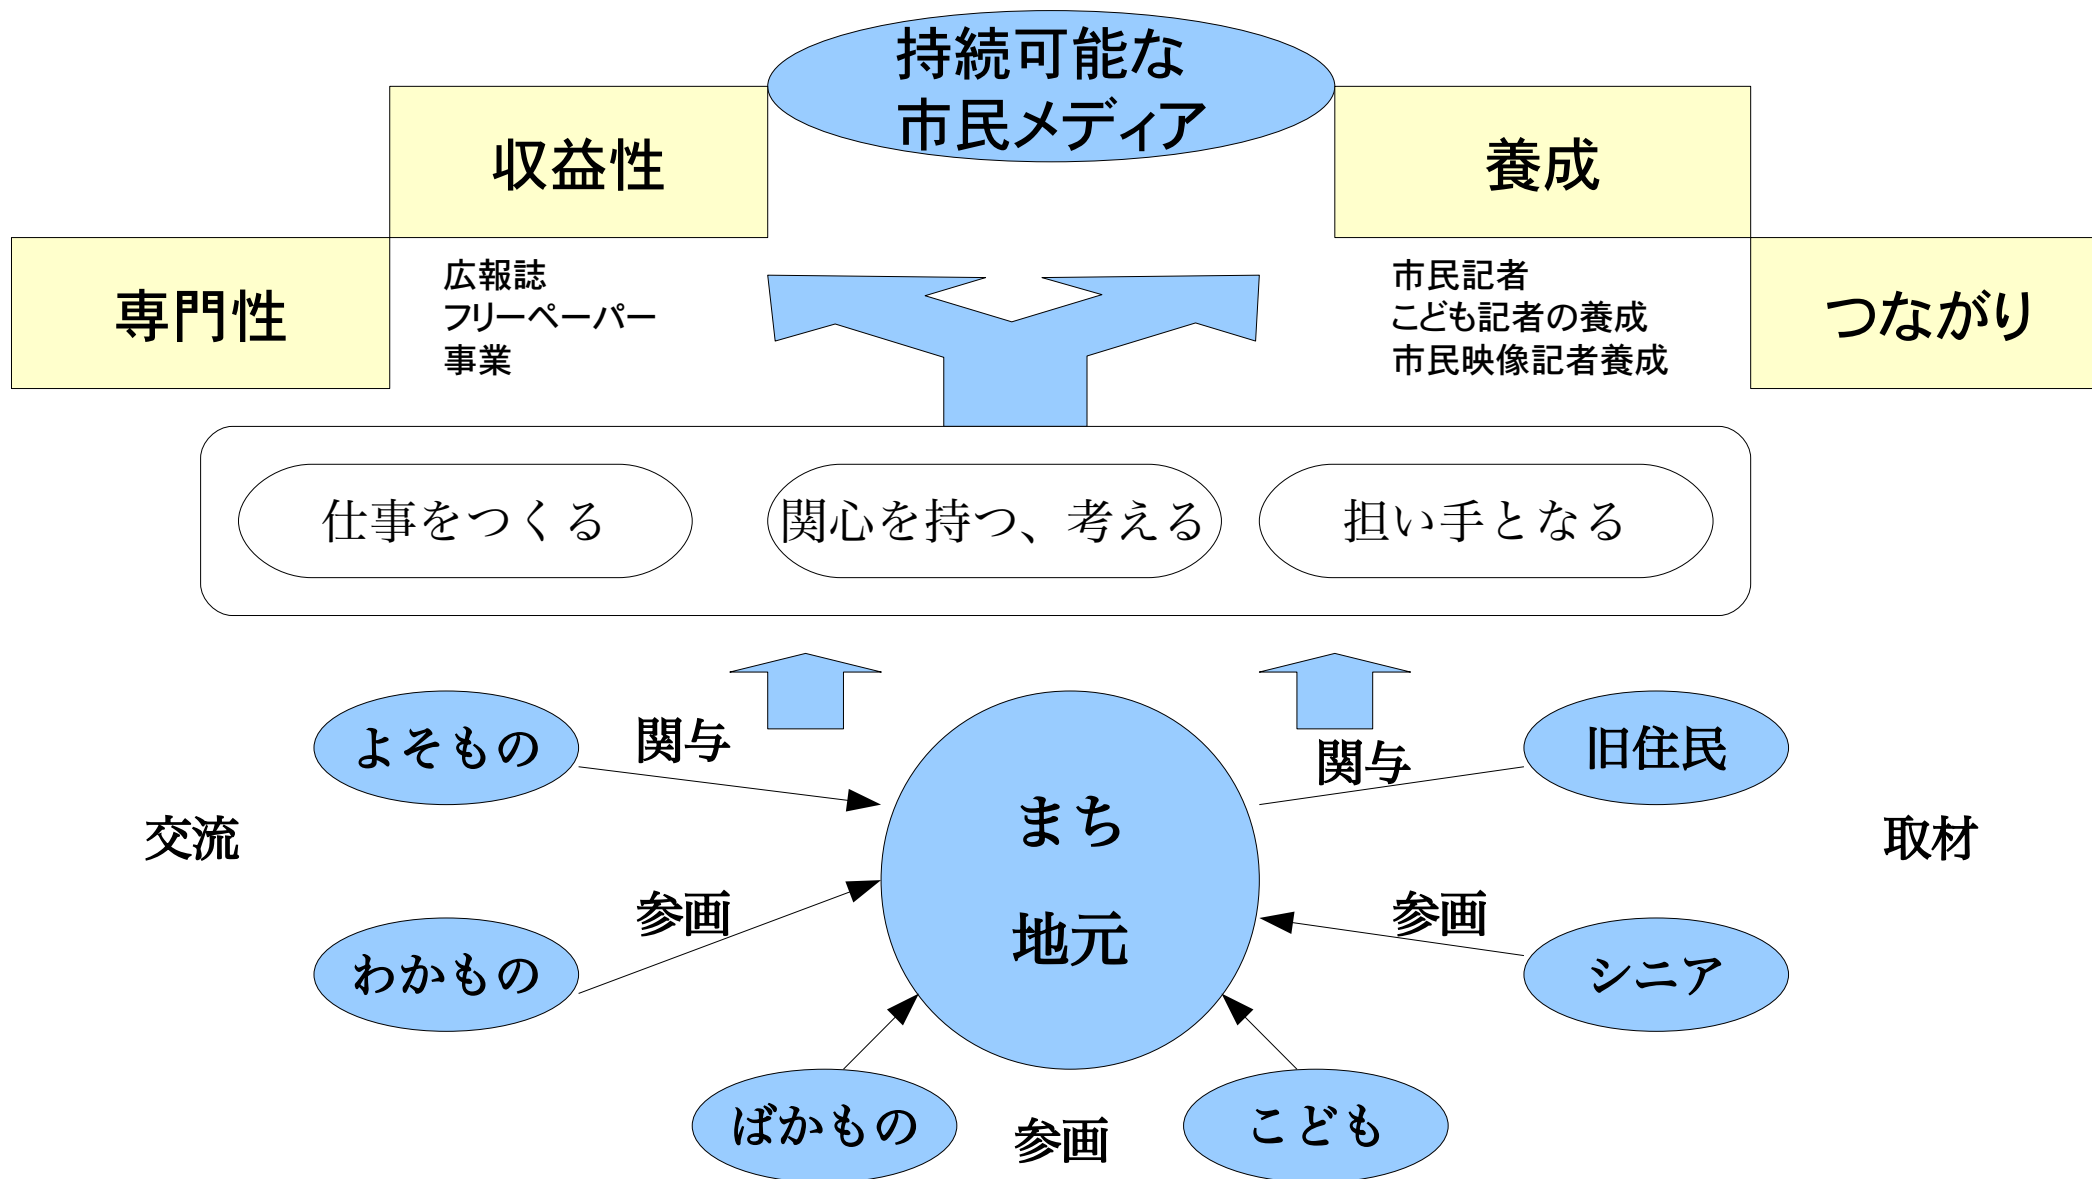 持続可能な
市民メディア
収益性
養成
専門性
つながり
広報誌
フリーペーパー
事業
市民記者
こども記者の養成
市民映像記者養成
仕事をつくる
関心を持つ、考える
担い手となる
よそもの
関与
関与
旧住民
交流
まち
地元
取材
わかもの
参画
参画
シニア
ばかもの
参画
こども